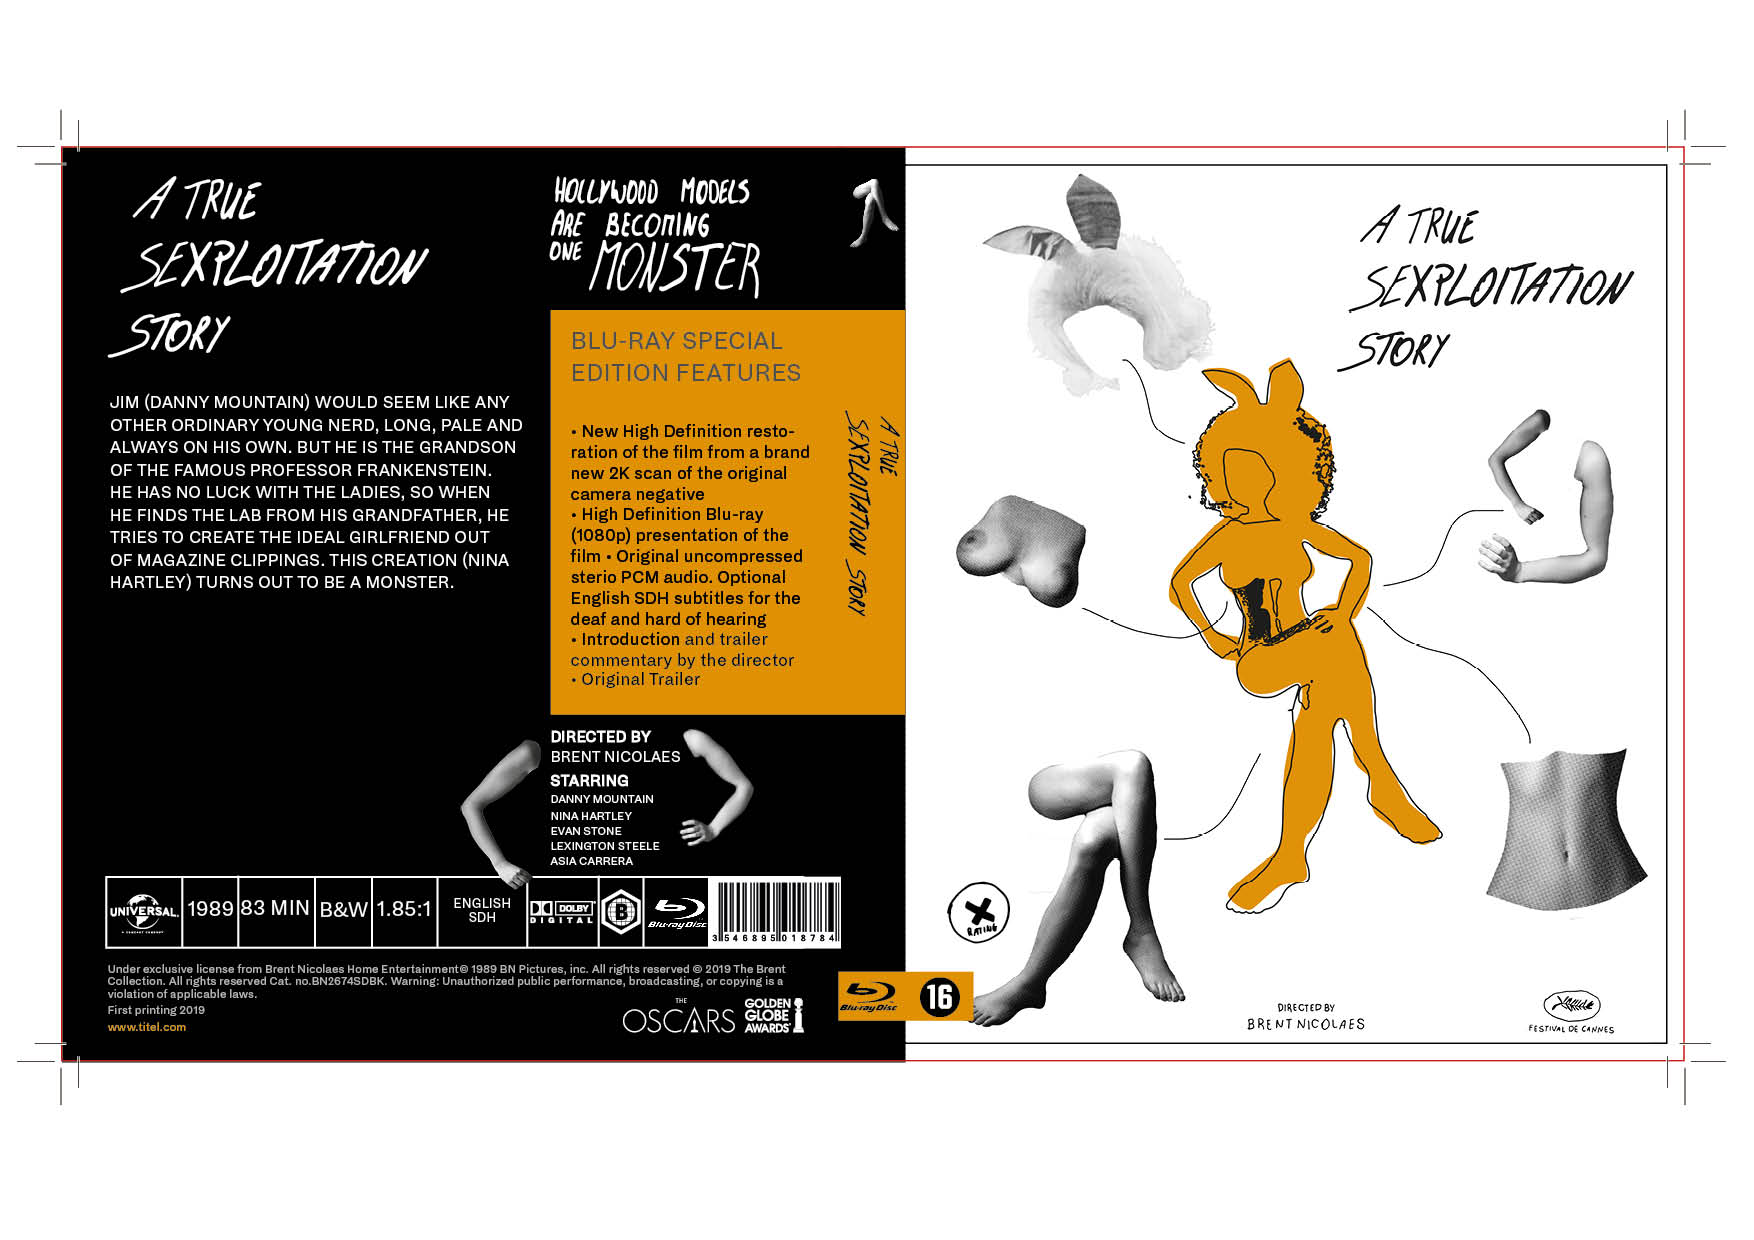 A TRUE
SEXPLOITATION
STORY
JIM (DANNY MOUNTAIN) WOULD SEEM LIKE ANY
OTHER ORDINARY YOUNG NERD, LONG, PALE AND
ALWAYS ON HIS OWN. BUT HE IS THE GRANDSON
OF THE FAMOUS PROFESSOR FRANKENSTEIN.
HE HAS NO LUCK WITH THE LADIES, SO WHEN
HE FINDS THE LAB FROM HIS GRANDFATHER, HE
TRIES TO CREATE THE IDEAL GIRLFRIEND OUT
OF MAGAZINE CLIPPINGS. THIS CREATION (NINA
HARTLEY) TURNS OUT TO BE A MONSTER.
HOLLYWOOD MODELS
ARE BECOMING
ONE MONSTER
BLU-RAY SPECIAL
EDITION FEATURES
• New High Definition resto-
ration of the film from a brand
new 2K scan of the original
camera negative
• High Definition Blu-ray
(1080p) presentation of the
film • Original uncompressed
sterio PCM audio. Optional
English SDH subtitles for the
deaf and hard of hearing
• Introduction and trailer
commentary by the director
• Original Trailer
DIRECTED BY
BRENT NICOLAES
STARRING
DANNY MOUNTAIN
NINA HARTLEY
EVAN STONE
LEXINGTON STEELE
ASIA CARRERA
UNIVERSAL
1989
83 MIN
B&W
1.85:1
ENGLISH
SDH
DOLBY
DIGITAL
B
Blu-ray Disc
3 546895 018784
Under exclusive license from Brent Nicolaes Home Entertainment© 1989 BN Pictures, inc. All rights reserved © 2019 The Brent
Collection. All rights reserved Cat. no.BN2674SDBK. Warning: Unauthorized public performance, broadcasting, or copying is a
violation of applicable laws.
First printing 2019
www.titel.com
THE
OSCARS
GOLDEN
GLOBE
AWARDS
A TRUE
SEXPLOITATION STORY
Blu-ray Disc
16
A TRUE
SEXPLOITATION
STORY
X
RATING
DIRECTED BY
BRENT NICOLAES
FESTIVAL DE CANNES